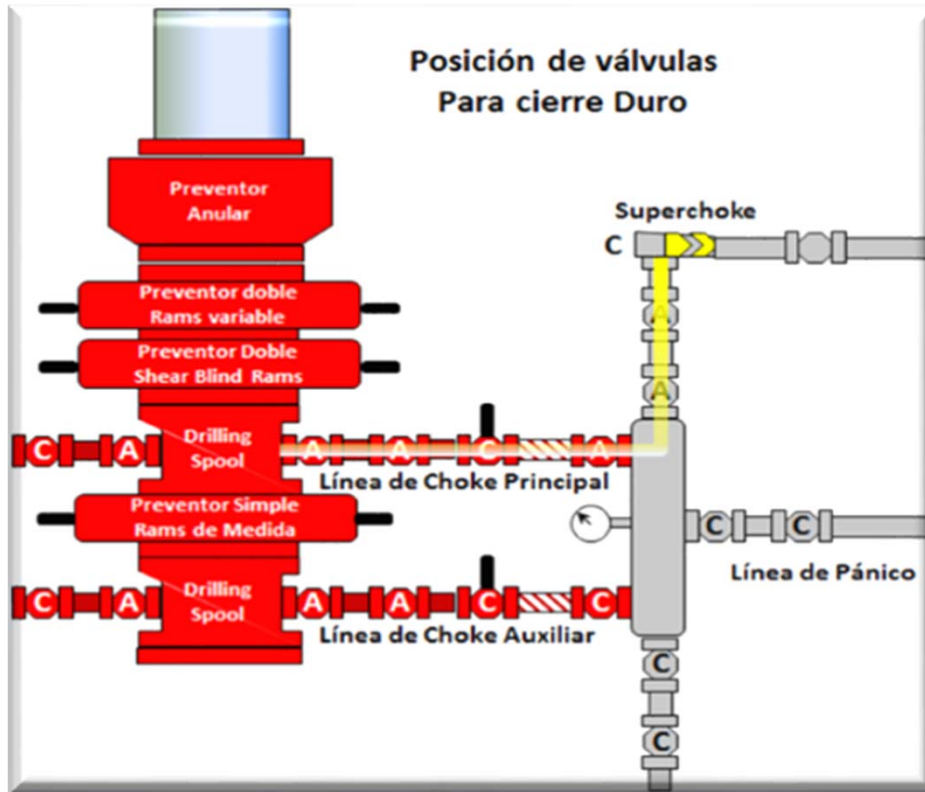 Posición de válvulas
Para cierre Duro
Preventor
Anular
Superchoke
C
Preventor doble
Rams variable
A
Preventor Doble
Shear Blind Rams
A
Drilling
Spool
C A A A C A
Línea de Choke Principal
Preventor Simple
Rams de Medida
C C
Línea de Pánico
Drilling
Spool
C A A A C C
Línea de Choke Auxiliar
C
C